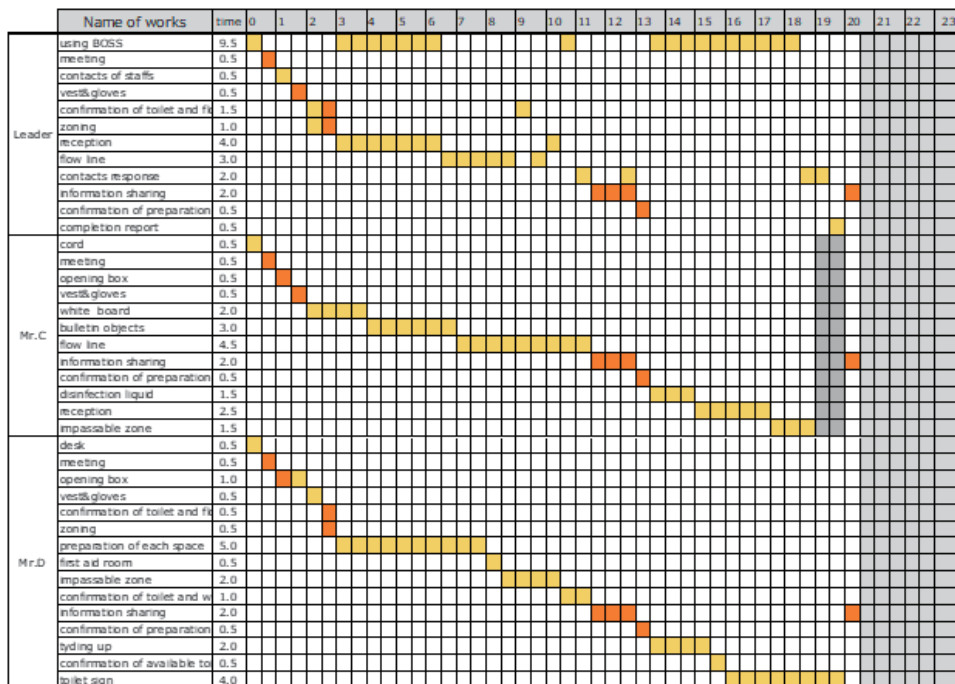 Name of works time 0 1 2 3 4 5 6 7 8 9 10 11 12 13 14 15 16 17 18 19 20 21 22 23
Leader
using BOSS 9.5
meeting 0.5
contacts of staffs 0.5
vest&gloves 0.5
confirmation of toilet and flo 1.5
zoning 1.0
reception 4.0
flow line 3.0
contacts response 2.0
information sharing 2.0
confirmation of preparation 0.5
completion report 0.5
Mr.C
cord 0.5
meeting 0.5
opening box 0.5
vest&gloves 0.5
white board 2.0
bulletin objects 3.0
flow line 4.5
information sharing 2.0
confirmation of preparation 0.5
disinfection liquid 1.5
reception 2.5
impassable zone 1.5
Mr.D
desk 0.5
meeting 0.5
opening box 1.0
vest&gloves 0.5
confirmation of toilet and flo 0.5
zoning 0.5
preparation of each space 5.0
first aid room 0.5
impassable zone 2.0
confirmation of toilet and w 1.0
information sharing 2.0
confirmation of preparation 0.5
tyding up 2.0
confirmation of available to 0.5
toilet sign 4.0